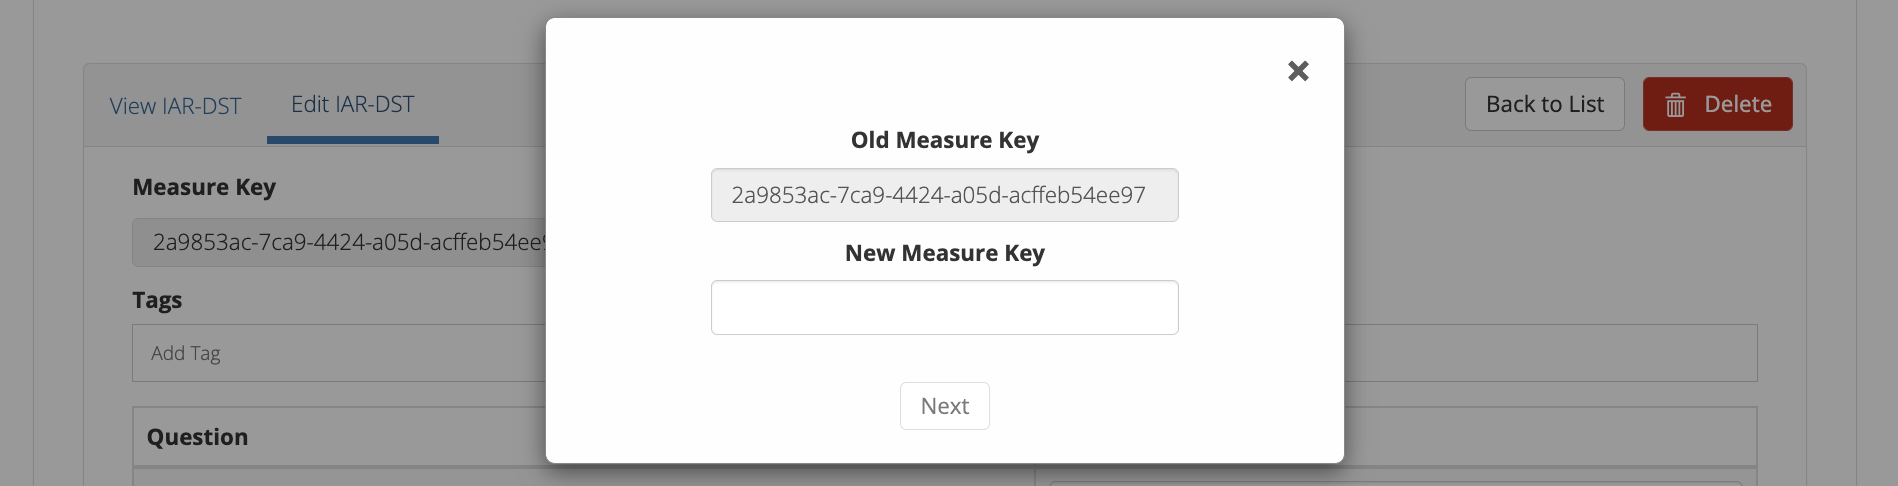 View IAR-DST
Edit IAR-DST
Back to List
Delete
Measure Key
2a9853ac-7ca9-4424-a05d-acffeb54ee
Tags
Add Tag
Question
Old Measure Key
2a9853ac-7ca9-4424-a05d-acffeb54ee97
New Measure Key
Next